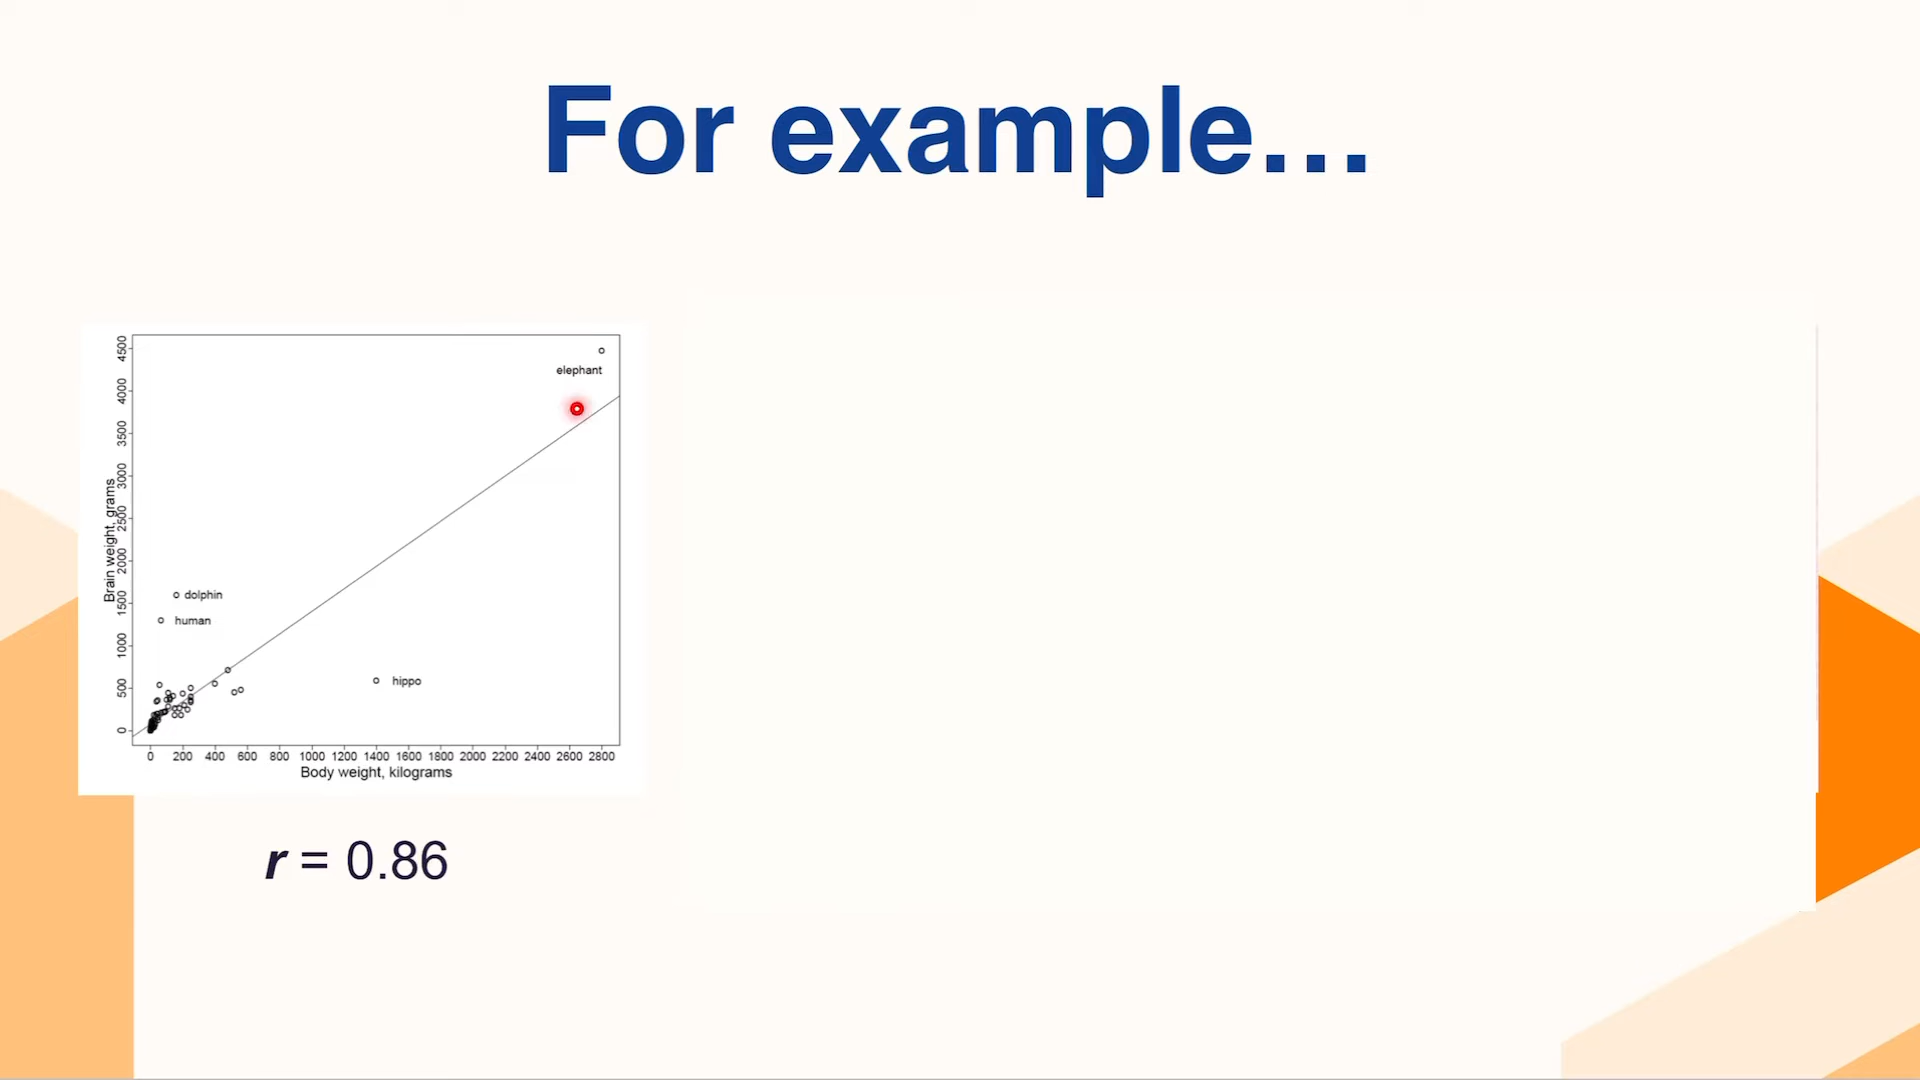 For example…
4500
elephant
4000
3500
3000
Brain weight, grams
2500
2000
dolphin
1500
human
1000
hippo
500
0
0 200 400 600 800 1000 1200 1400 1600 1800 2000 2200 2400 2600 2800
Body weight, kilograms
r = 0.86